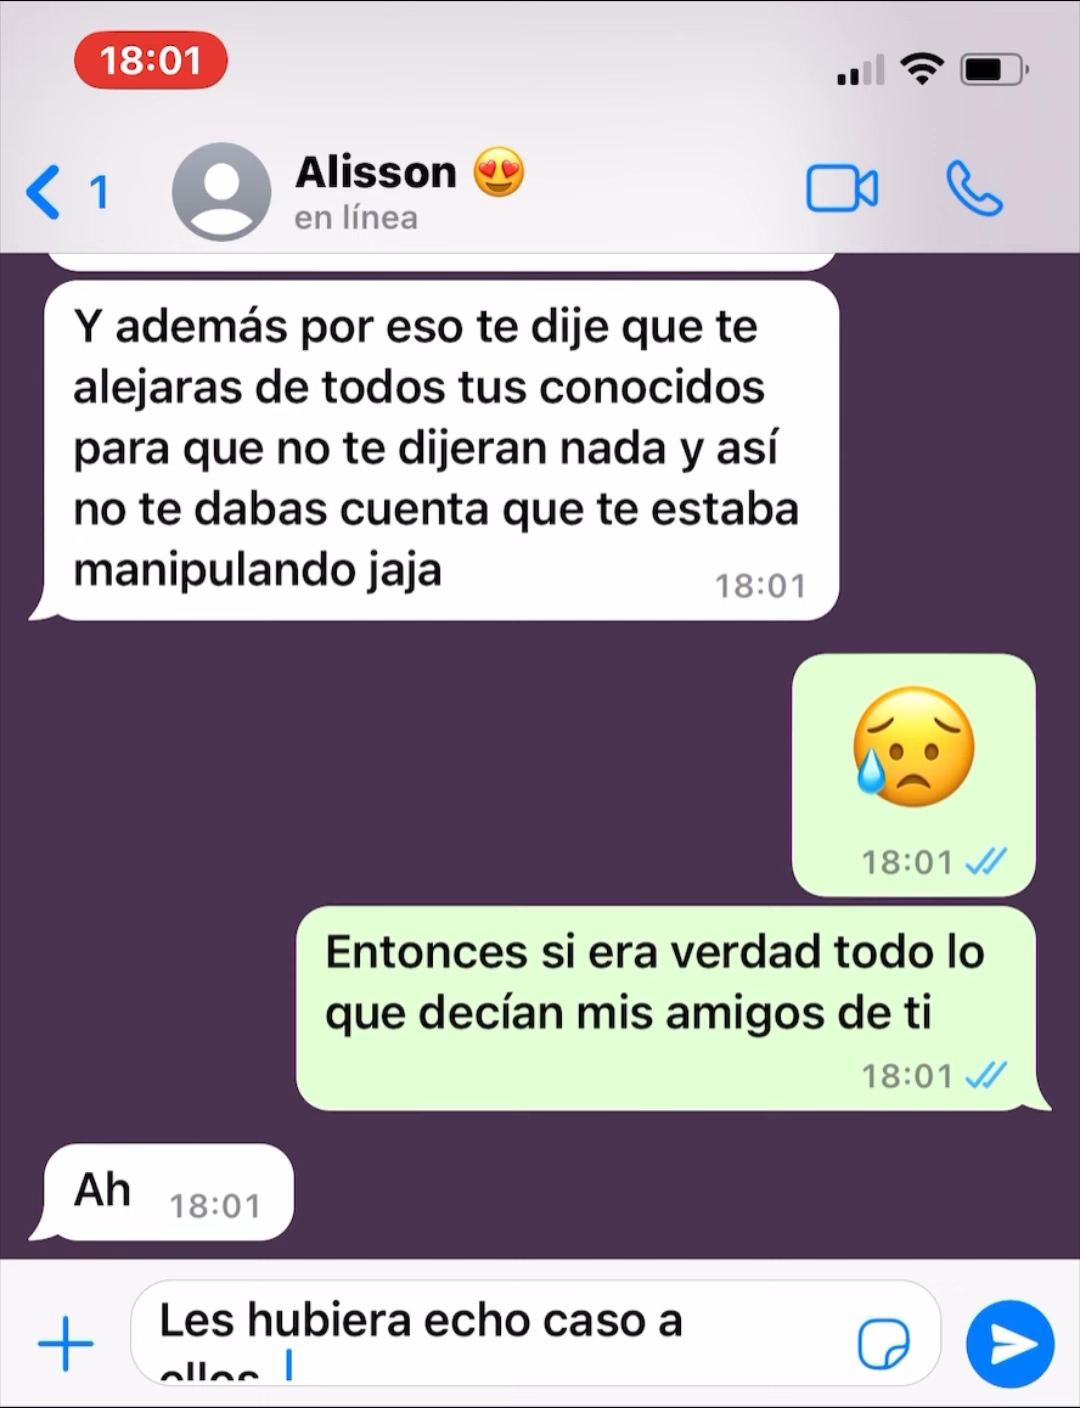 18:01
1
Alisson 😍
en línea
Y además por eso te dije que te
alejaras de todos tus conocidos
para que no te dijeran nada y así
no te dabas cuenta que te estaba
manipulando jaja
18:01
😥
18:01
Entonces si era verdad todo lo
que decían mis amigos de ti
18:01
Ah
18:01
Les hubiera echo caso a
ellos